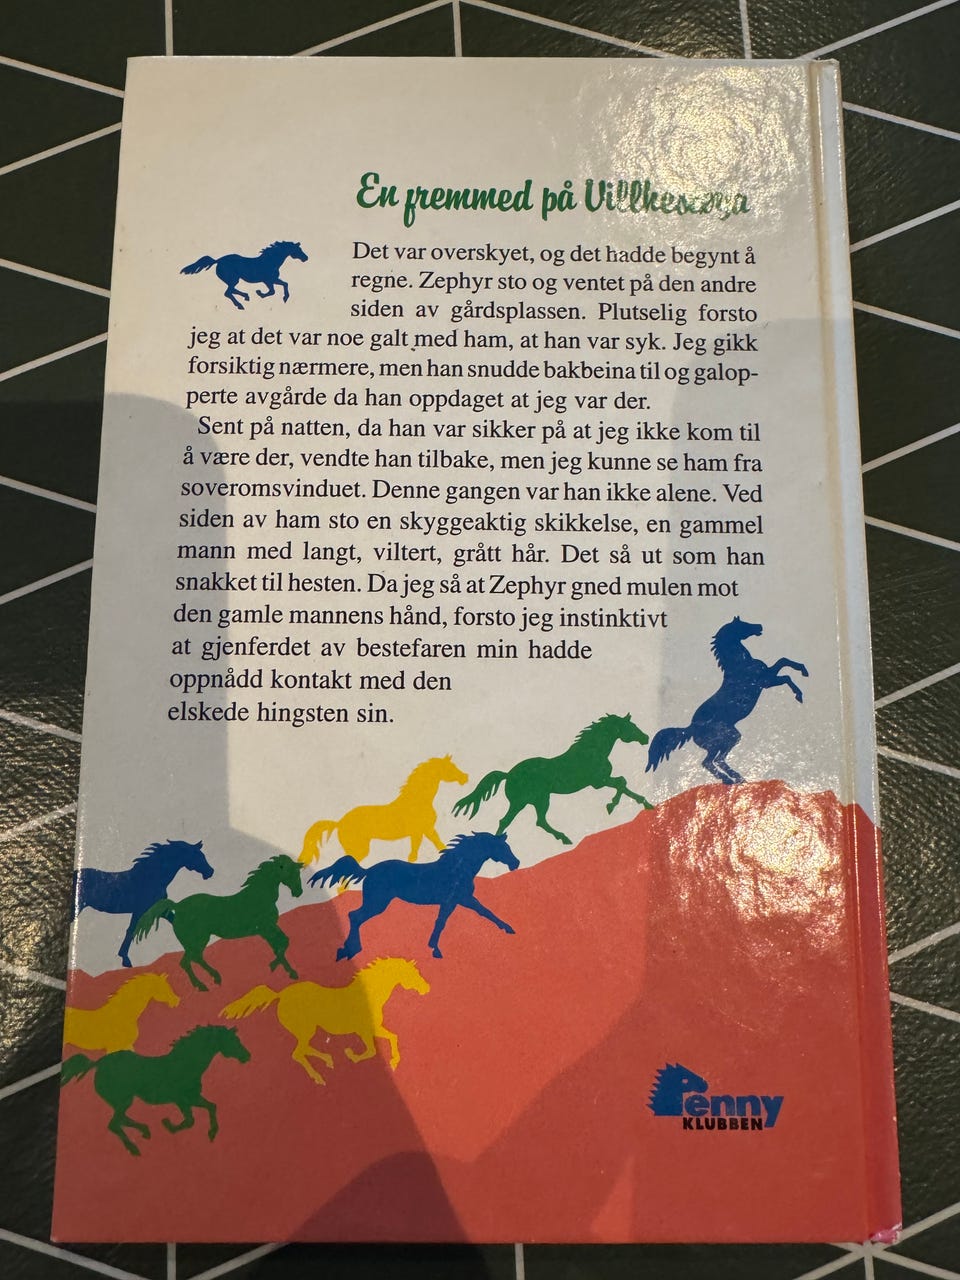 En fremmed på Villhestøya
Det var overskyet, og det hadde begynt å
regne. Zephyr sto og ventet på den andre
siden av gårdsplassen. Plutselig forsto
jeg at det var noe galt med ham, at han var syk. Jeg gikk
forsiktig nærmere, men han snudde bakbeina til og galop-
perte avgårde da han oppdaget at jeg var der.
Sent på natten, da han var sikker på at jeg ikke kom til
å være der, vendte han tilbake, men jeg kunne se ham fra
soveromsvinduet. Denne gangen var han ikke alene. Ved
siden av ham sto en skyggeaktig skikkelse, en gammel
mann med langt, viltert, grått hår. Det så ut som han
snakket til hesten. Da jeg så at Zephyr gned mulen mot
den gamle mannens hånd, forsto jeg instinktivt
at gjenferdet av bestefaren min hadde
oppnådd kontakt med den
elskede hingsten sin.
Penny
KLUBBEN